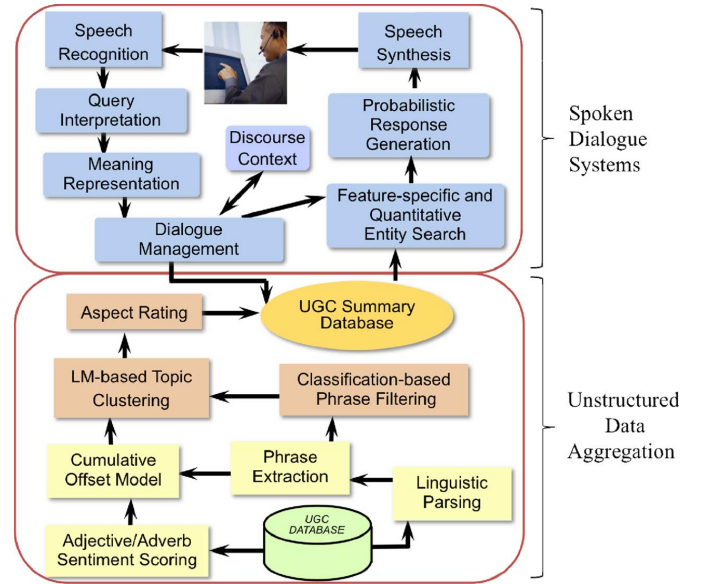 Speech
Recognition
Speech
Synthesis
Query
Interpretation
Probabilistic
Response
Generation
Discourse
Context
Meaning
Representation
Feature-specific and
Quantitative
Entity Search
Dialogue
Management
Spoken
Dialogue
Systems
Aspect Rating
UGC Summary
Database
LM-based Topic
Clustering
Classification-based
Phrase Filtering
Cumulative
Offset Model
Phrase
Extraction
Linguistic
Parsing
Adjective/Adverb
Sentiment Scoring
UGC
DATABASE
Unstructured
Data
Aggregation